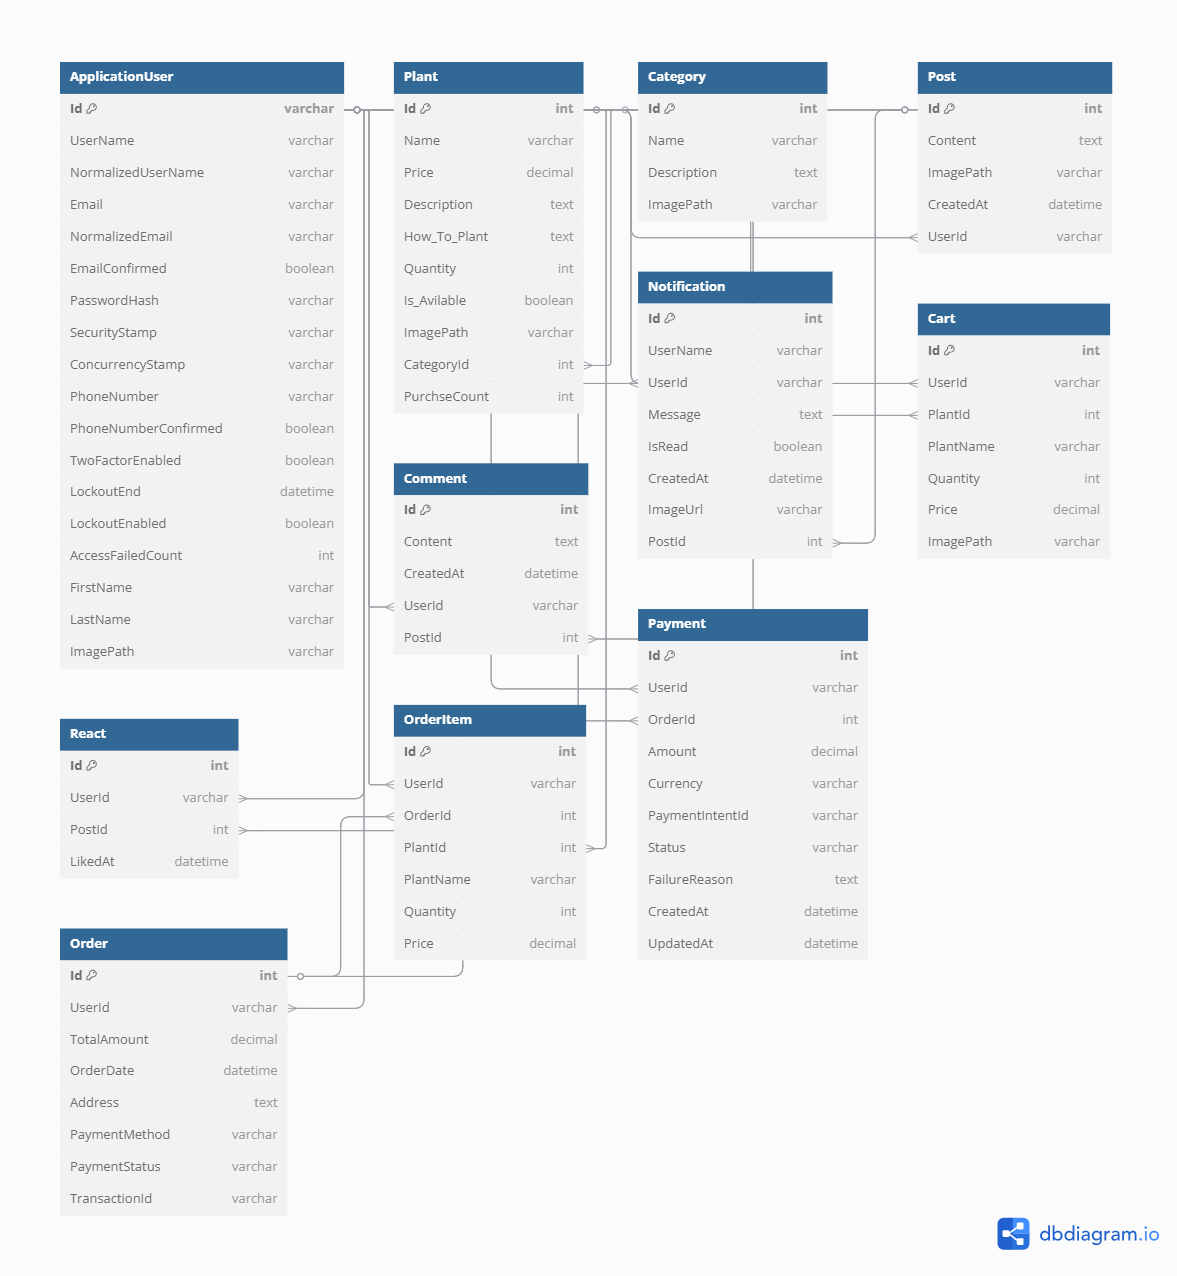 ApplicationUser
Id varchar
UserName varchar
NormalizedUserName varchar
Email varchar
NormalizedEmail varchar
EmailConfirmed boolean
PasswordHash varchar
SecurityStamp varchar
ConcurrencyStamp varchar
PhoneNumber varchar
PhoneNumberConfirmed boolean
TwoFactorEnabled boolean
LockoutEnd datetime
LockoutEnabled boolean
AccessFailedCount int
FirstName varchar
LastName varchar
ImagePath varchar
Plant
Id int
Name varchar
Price decimal
Description text
How_To_Plant text
Quantity int
Is_Avilable boolean
ImagePath varchar
CategoryId int
PurchseCount int
Category
Id int
Name varchar
Description text
ImagePath varchar
Post
Id int
Content text
ImagePath varchar
CreatedAt datetime
UserId varchar
Notification
Id int
UserName varchar
UserId varchar
Message text
IsRead boolean
CreatedAt datetime
ImageUrl varchar
PostId int
Cart
Id int
UserId varchar
PlantId int
PlantName varchar
Quantity int
Price decimal
ImagePath varchar
Comment
Id int
Content text
CreatedAt datetime
UserId varchar
PostId int
Payment
Id int
UserId varchar
OrderId int
Amount decimal
Currency varchar
PaymentIntentId varchar
Status varchar
FailureReason text
CreatedAt datetime
UpdatedAt datetime
React
Id int
UserId varchar
PostId int
LikedAt datetime
OrderItem
Id int
UserId varchar
OrderId int
PlantId int
PlantName varchar
Quantity int
Price decimal
Order
Id int
UserId varchar
TotalAmount decimal
OrderDate datetime
Address text
PaymentMethod varchar
PaymentStatus varchar
TransactionId varchar
dbdiagram.io